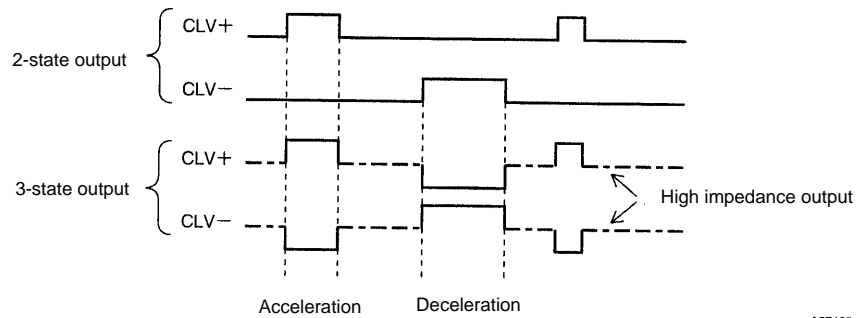 CLV+
2-state output
CLV−
CLV+
3-state output
CLV−
High impedance output
Acceleration Deceleration